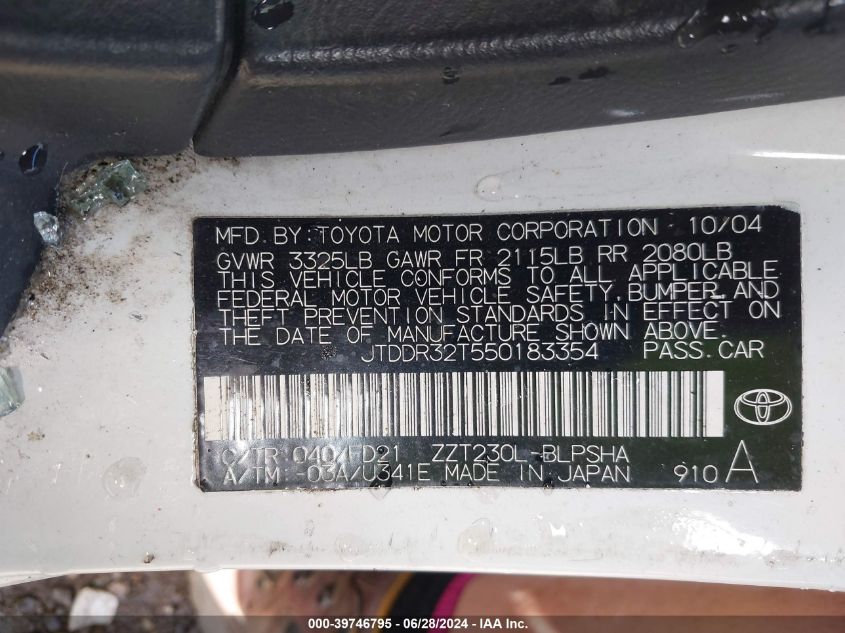 MFD. BY: TOYOTA MOTOR CORPORATION 10/04
GVWR 3325LB GAWR FR 2115LB RR 2080LB
THIS VEHICLE CONFORMS TO ALL APPLICABLE
FEDERAL MOTOR VEHICLE SAFETY, BUMPER, AND
THEFT PREVENTION STANDARDS IN EFFECT ON
THE DATE OF MANUFACTURE SHOWN ABOVE.
JTDDR32T550183354 PASS. CAR
C/TR 040/FD21 ZZT230L-BLPSHA
A/TM -03A/U341E MADE IN JAPAN 910 A
000-39746795 - 06/28/2024 - IAA Inc.